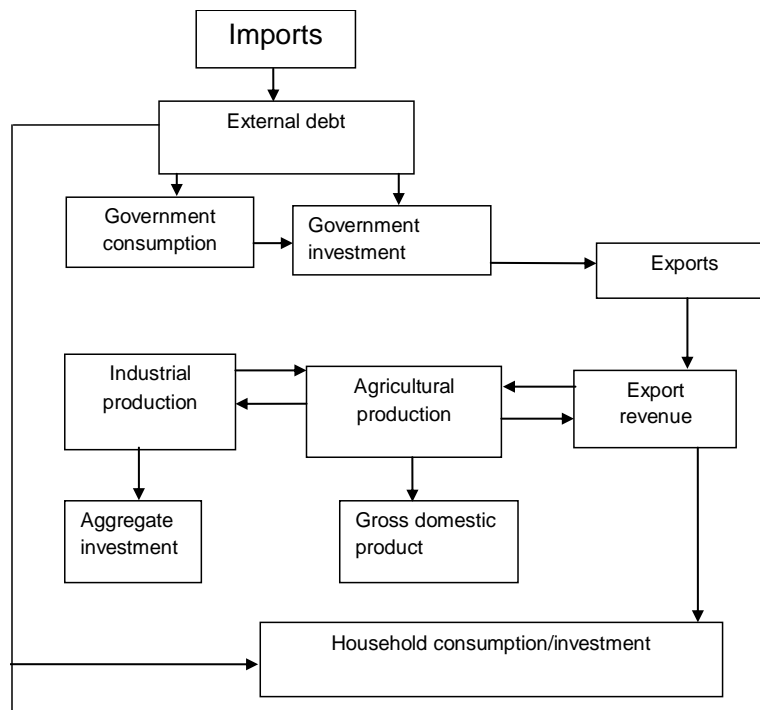 Imports
External debt
Government
consumption
Government
investment
Exports
Industrial
production
Agricultural
production
Export
revenue
Aggregate
investment
Gross domestic
product
Household consumption/investment